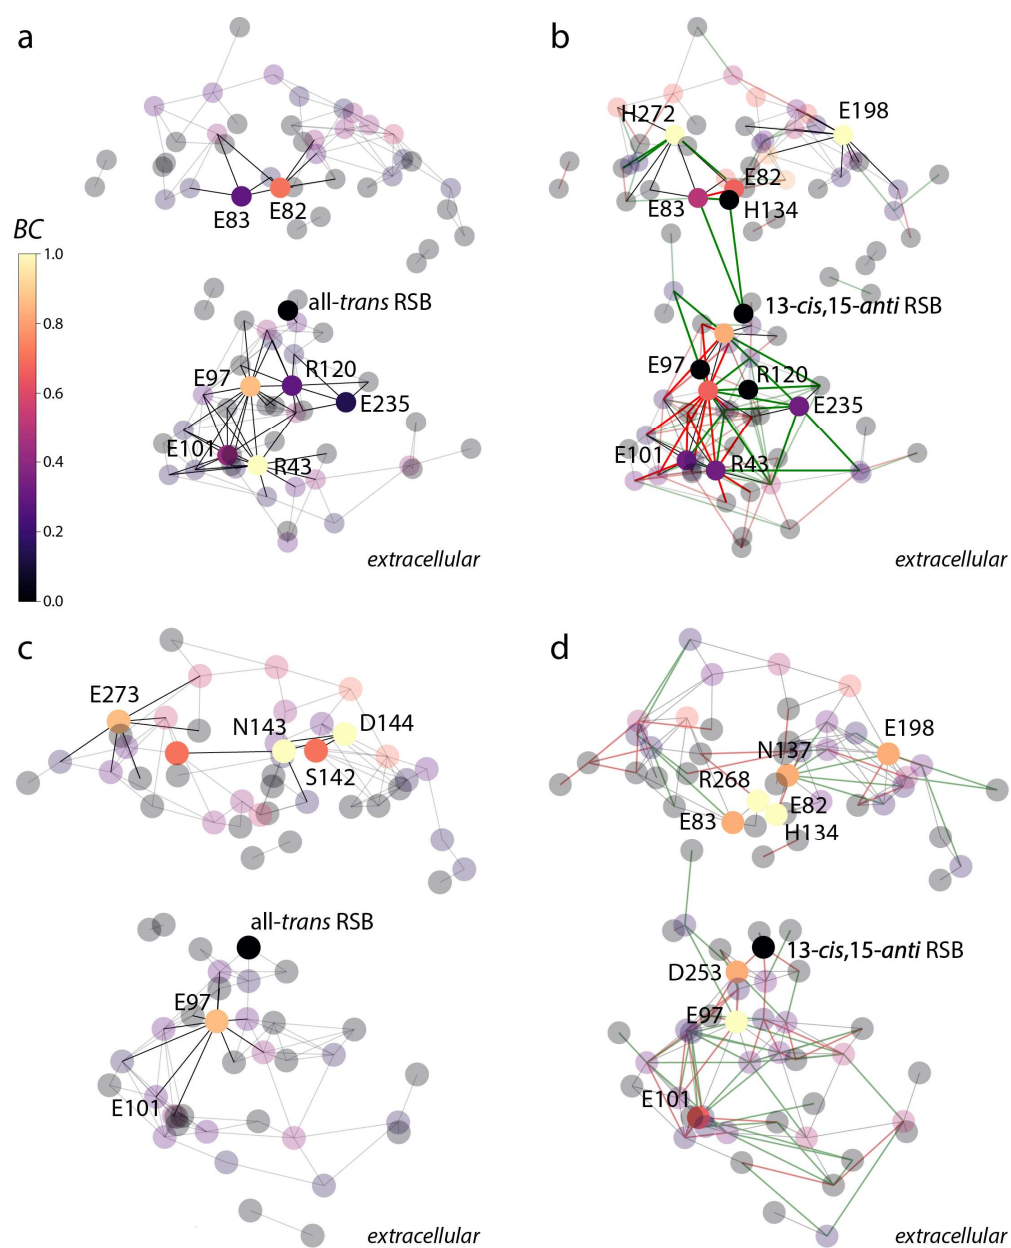 a
E83
E82
BC
1.0
0.8
0.6
0.4
0.2
0.0
all-trans RSB
E97
R120
E235
E101
R43
extracellular
b
H272
E198
E82
E83
H134
13-cis,15-anti RSB
E97
R120
E235
E101
R43
extracellular
c
E273
N143
D144
S142
all-trans RSB
E97
E101
extracellular
d
E198
N137
R268
E82
E83
H134
13-cis,15-anti RSB
D253
E97
E101
extracellular